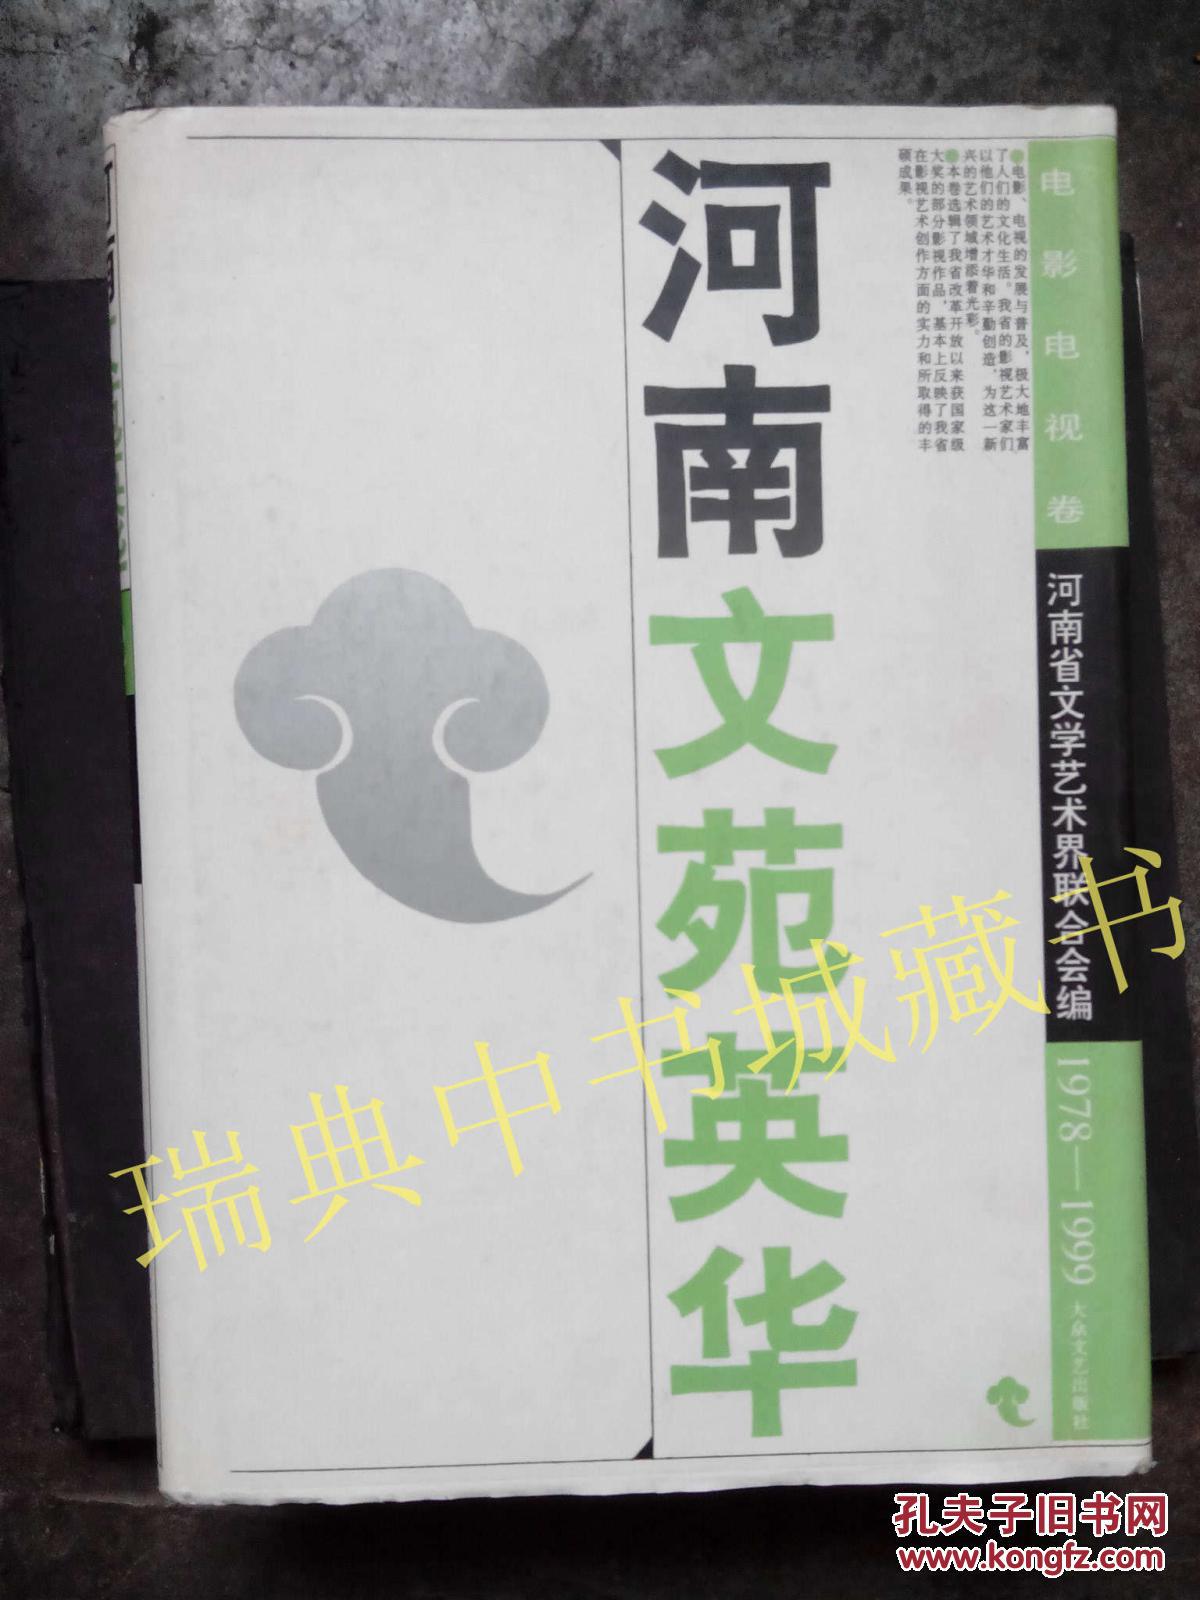 电影电视卷
河南省文学艺术界联合会编
1978—1999
大众文艺出版社
电影、电视的发展与普及，极大地丰富
了人们的文化生活。我省的影视艺术家们
以他们的艺术才华和辛勤创造，为这一新
兴的艺术领域增添着光彩。
本卷选辑了我省改革开放以来获国家级
大奖的部分影视作品，基本上反映了我省
在影视艺术创作方面的实力和所取得的丰
硕成果。
河南文苑英华
瑞典中书城藏书
孔夫子旧书网
www.kongfz.com